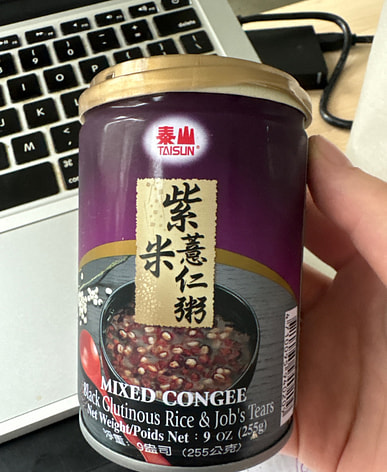 泰山
TAISUN®
紫米
薏仁粥
MIXED CONGEE
Black Glutinous Rice & Job's Tears
Net Weight/Poids Net : 9 OZ (255g)
淨重: 9盎司 (255公克)